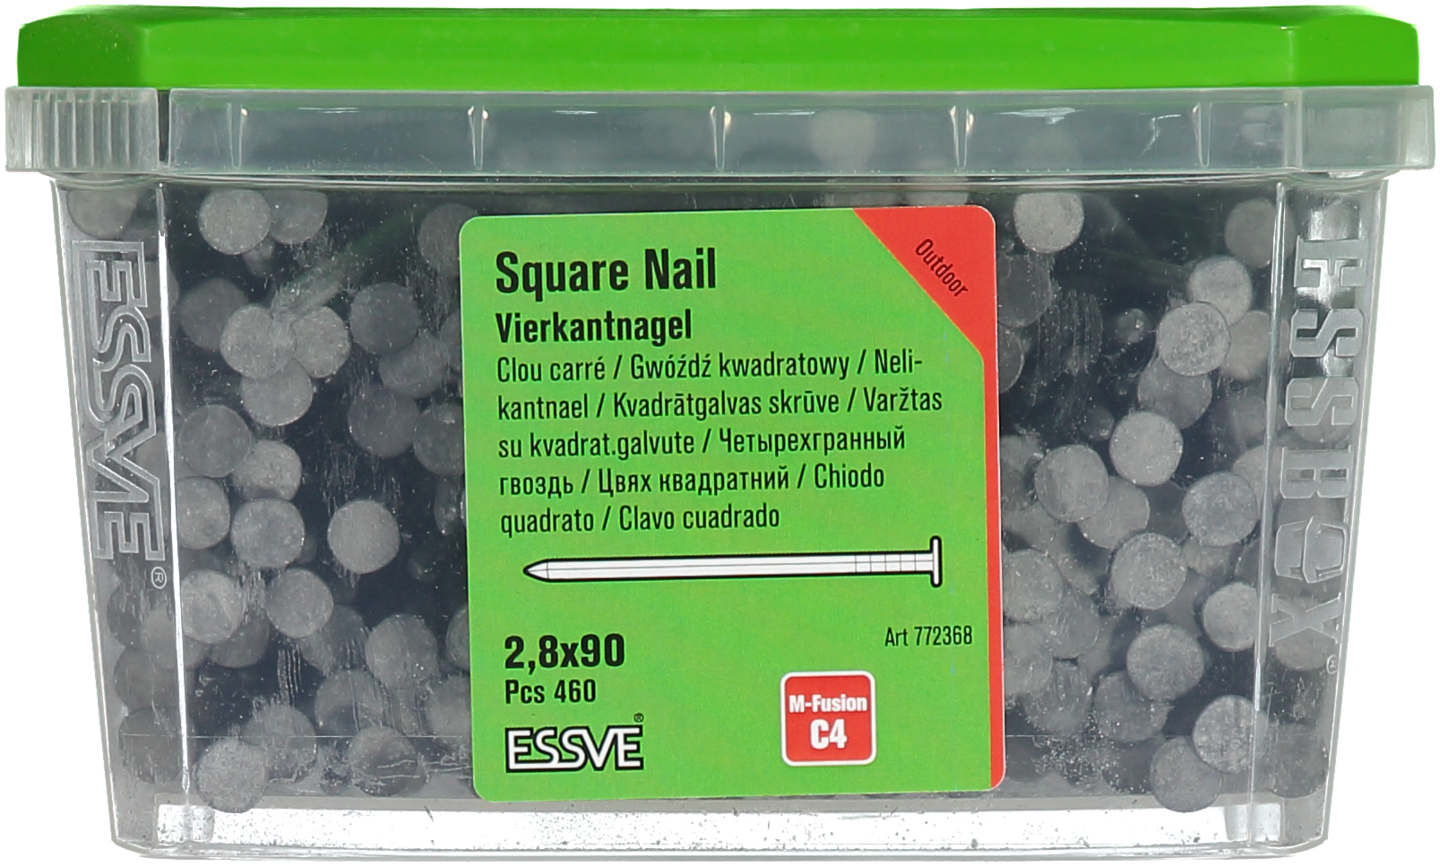 Square Nail
Outdoor
Vierkantnagel
Clou carré / Gwóźdź kwadratowy / Neli-
kantnael / Kvadrātgalvas skrūve / Varžtas
su kvadrat.galvute / Четырехгранный
гвоздь / Цвях квадратний / Chiodo
quadrato / Clavo cuadrado
Art 772368
2,8x90
Pcs 460
M-Fusion
C4
ESSVE®
ESSVE®
ESSBOX®